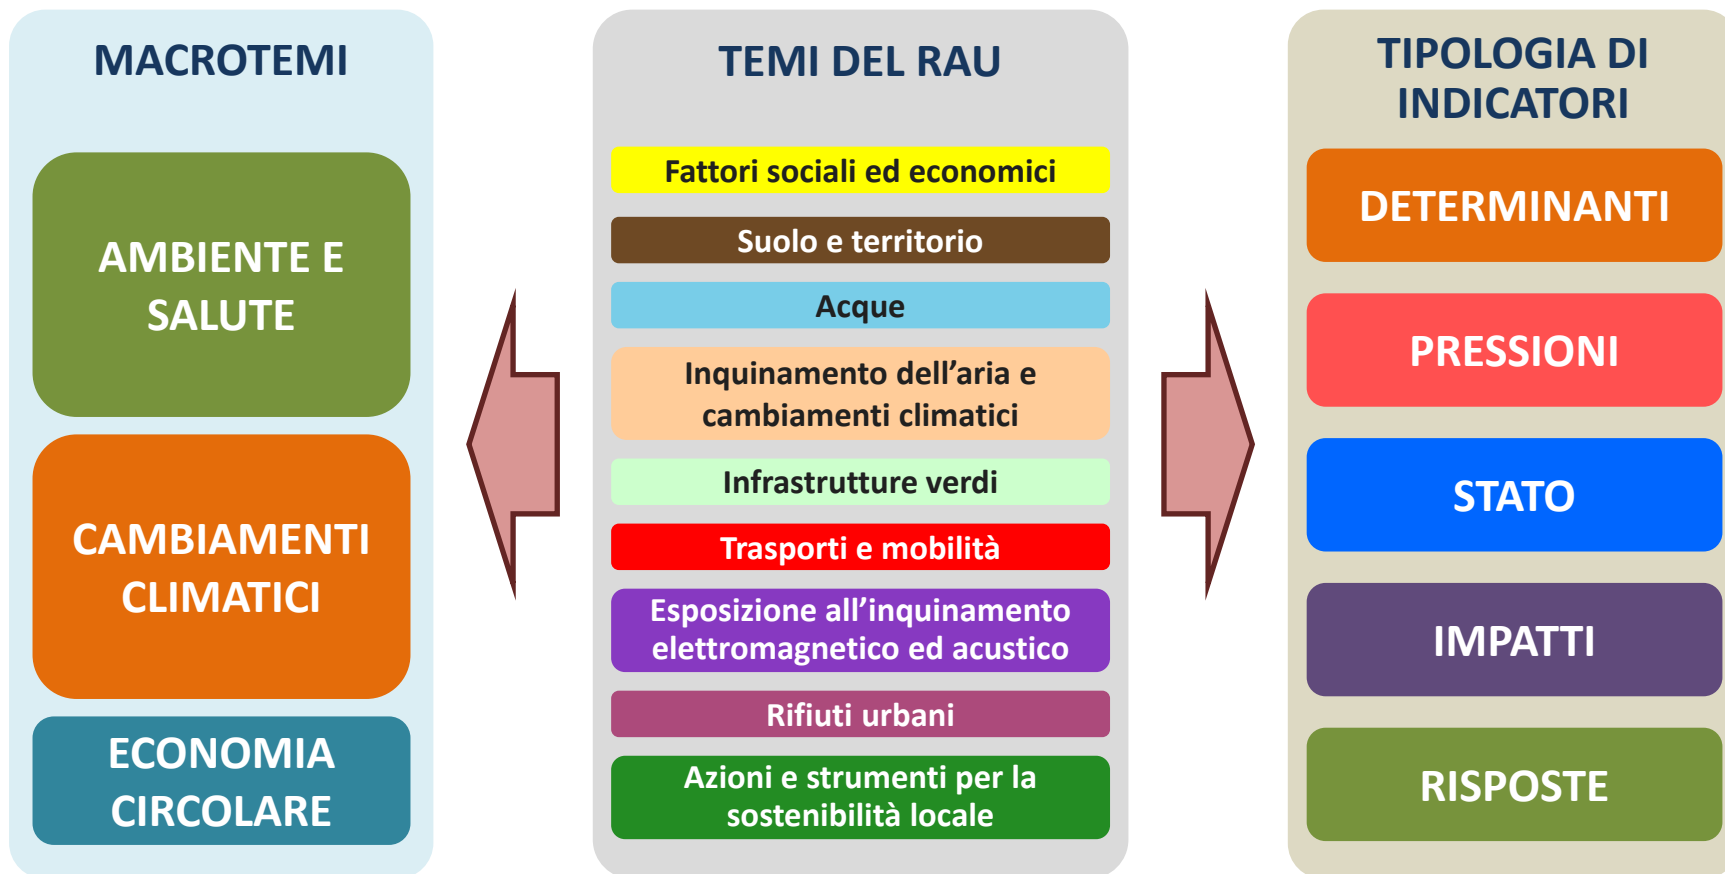 MACROTEMI
AMBIENTE E
SALUTE
CAMBIAMENTI
CLIMATICI
ECONOMIA
CIRCOLARE
TEMI DEL RAU
Fattori sociali ed economici
Suolo e territorio
Acque
Inquinamento dell’aria e
cambiamenti climatici
Infrastrutture verdi
Trasporti e mobilità
Esposizione all’inquinamento
elettromagnetico ed acustico
Rifiuti urbani
Azioni e strumenti per la
sostenibilità locale
TIPOLOGIA DI
INDICATORI
DETERMINANTI
PRESSIONI
STATO
IMPATTI
RISPOSTE